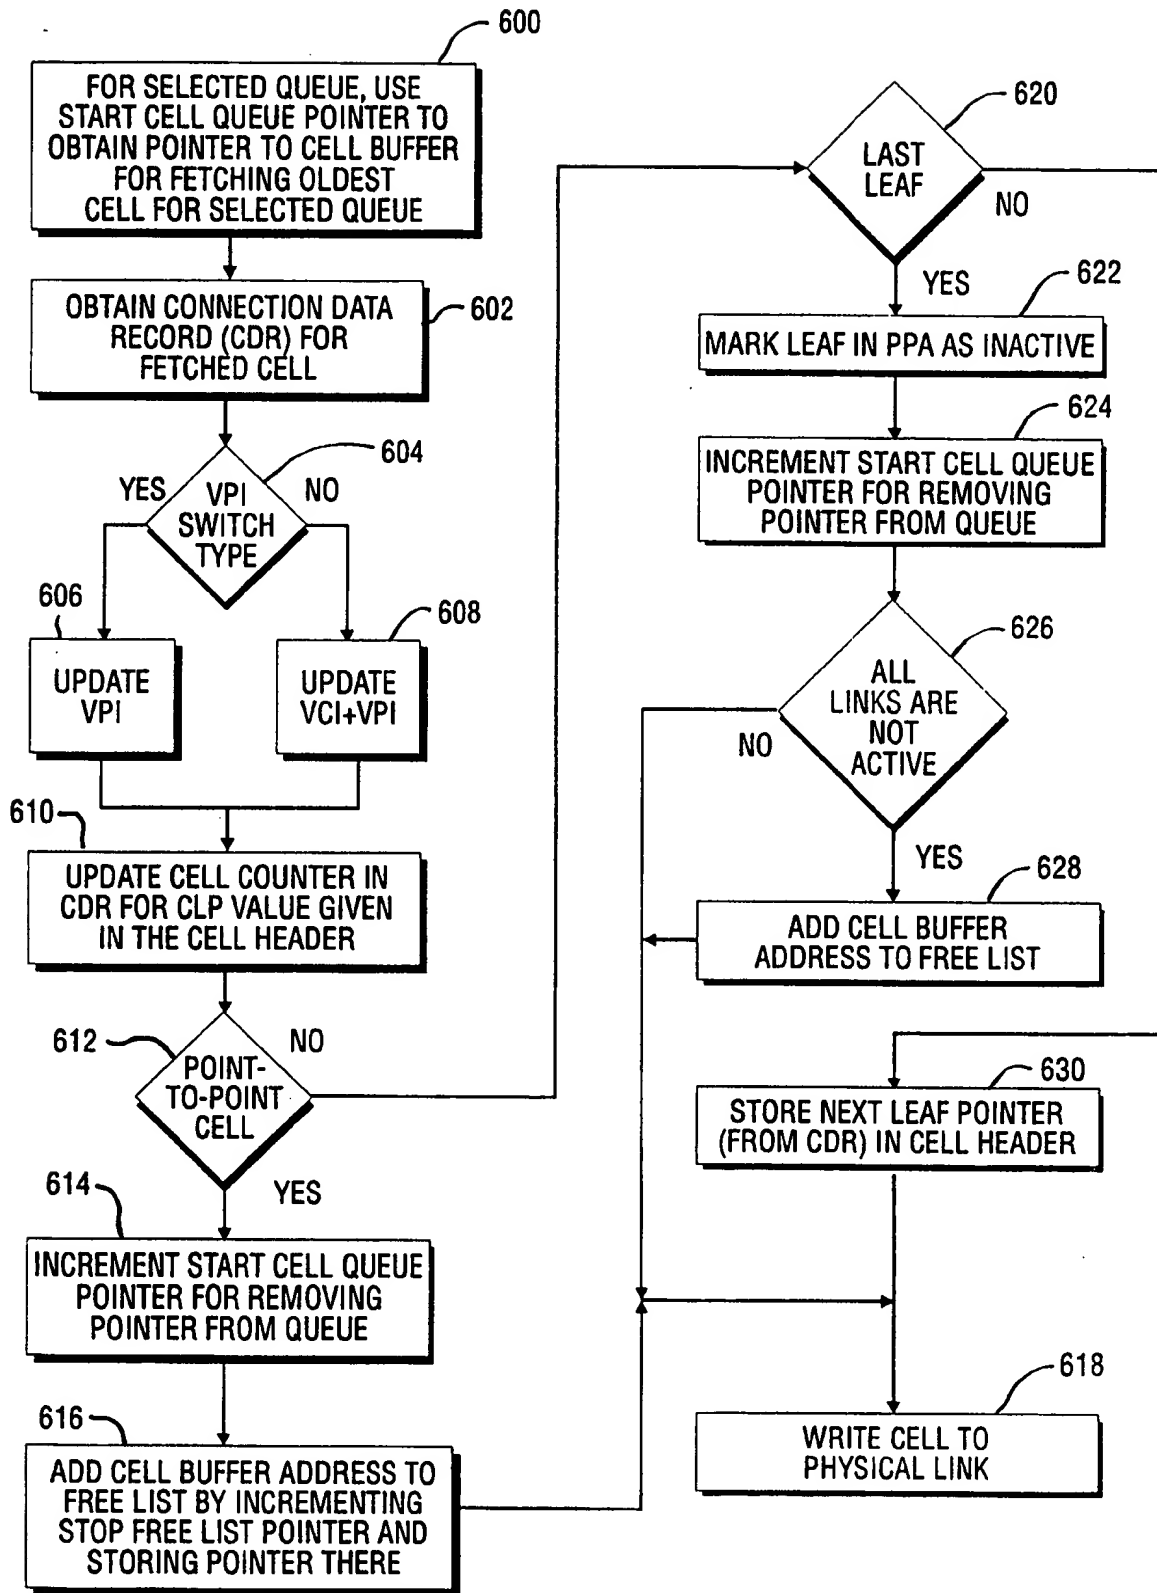 600
FOR SELECTED QUEUE, USE
START CELL QUEUE POINTER TO
OBTAIN POINTER TO CELL BUFFER
FOR FETCHING OLDEST
CELL FOR SELECTED QUEUE
602
OBTAIN CONNECTION DATA
RECORD (CDR) FOR
FETCHED CELL
604
YES
NO
VPI
SWITCH
TYPE
606
UPDATE
VPI
608
UPDATE
VCI+VPI
610
UPDATE CELL COUNTER IN
CDR FOR CLP VALUE GIVEN
IN THE CELL HEADER
612
NO
POINT-
TO-POINT
CELL
YES
614
INCREMENT START CELL QUEUE
POINTER FOR REMOVING
POINTER FROM QUEUE
616
ADD CELL BUFFER ADDRESS TO
FREE LIST BY INCREMENTING
STOP FREE LIST POINTER AND
STORING POINTER THERE
620
LAST
LEAF
NO
YES
622
MARK LEAF IN PPA AS INACTIVE
624
INCREMENT START CELL QUEUE
POINTER FOR REMOVING
POINTER FROM QUEUE
626
ALL
LINKS ARE
NOT
ACTIVE
NO
YES
628
ADD CELL BUFFER
ADDRESS TO FREE LIST
630
STORE NEXT LEAF POINTER
(FROM CDR) IN CELL HEADER
618
WRITE CELL TO
PHYSICAL LINK